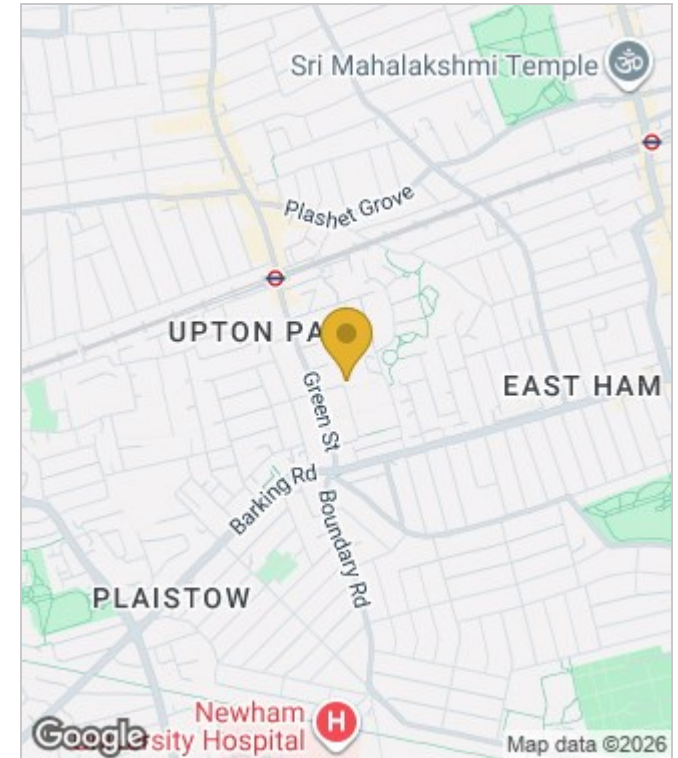 Sri Mahalakshmi Temple
Plashet Grove
UPTON PA
EAST HAM
Green St
Barking Rd
Boundary Rd
PLAISTOW
Newham
sity Hospital
H
Google
Map data ©2026